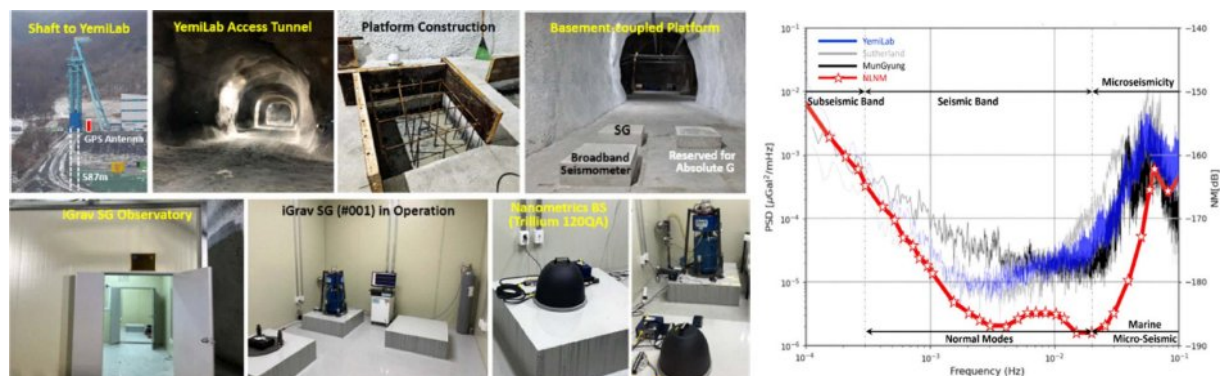 Shaft to YemiLab
GPS Antenna
587m
YemiLab Access Tunnel
Platform Construction
Basement-coupled Platform
SG
Broadband
Seismometer
Reserved for
Absolute G
iGrav SG Observatory
iGrav SG (#001) in Operation
Nanometrics BS
(Trillium 120QA)
YemiLab
Sutherland
MunGyung
NLNM
Microseismicity
Subseismic Band
Seismic Band
Normal Modes
Marine
Micro-Seismic
PSD [μGal²/mHz]
10⁻¹
10⁻²
10⁻³
10⁻⁴
10⁻⁵
10⁻⁶
NM[dB]
−140
−150
−160
−170
−180
−190
10⁻⁴
10⁻³
10⁻²
10⁻¹
Frequency (Hz)